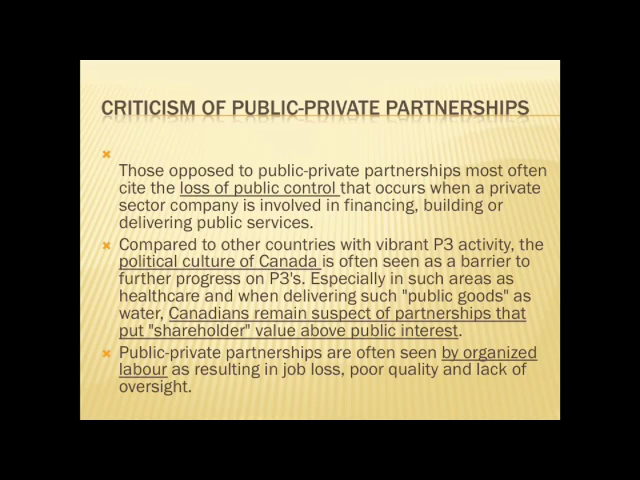 CRITICISM OF PUBLIC-PRIVATE PARTNERSHIPS
Those opposed to public-private partnerships most often
cite the loss of public control that occurs when a private
sector company is involved in financing, building or
delivering public services.
Compared to other countries with vibrant P3 activity, the
political culture of Canada is often seen as a barrier to
further progress on P3's. Especially in such areas as
healthcare and when delivering such "public goods" as
water, Canadians remain suspect of partnerships that
put "shareholder" value above public interest.
Public-private partnerships are often seen by organized
labour as resulting in job loss, poor quality and lack of
oversight.